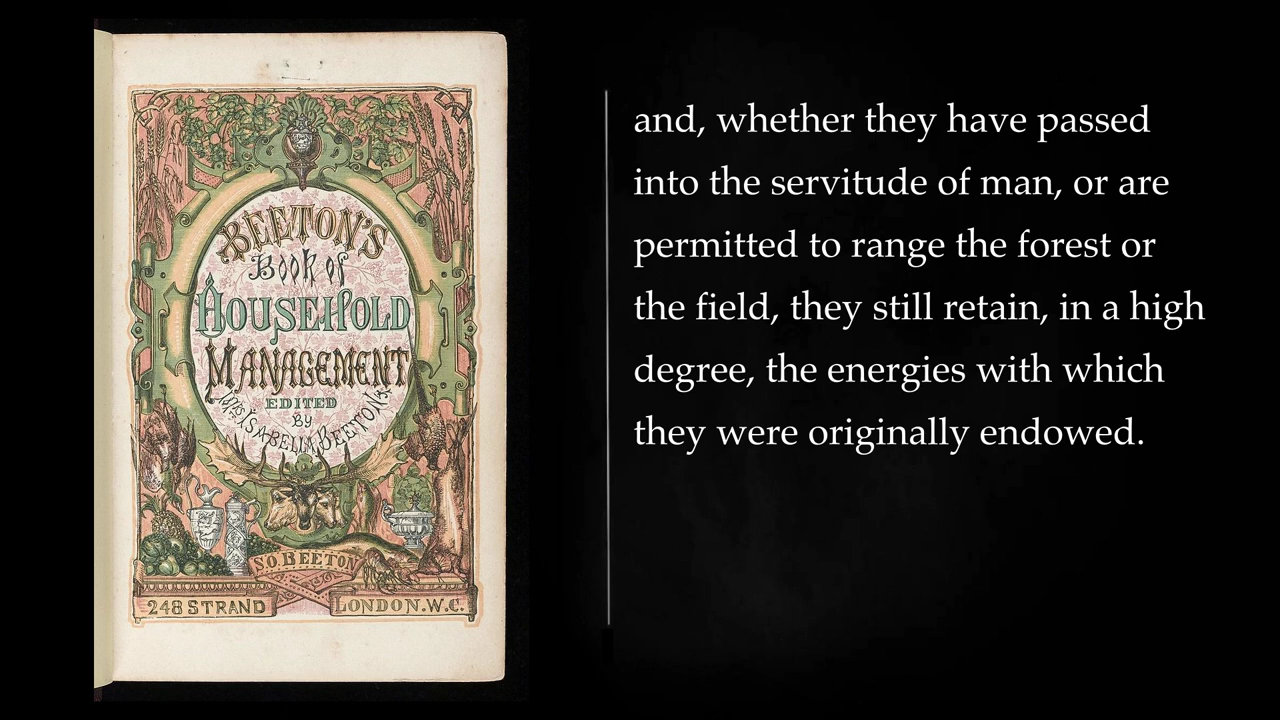 BEETON'S
Book of
HOUSEHOLD
MANAGEMENT
EDITED
BY
MRS ISABELLA BEETON
S.O. BEETON
248 STRAND
LONDON. W.C.
and, whether they have passed
into the servitude of man, or are
permitted to range the forest or
the field, they still retain, in a high
degree, the energies with which
they were originally endowed.